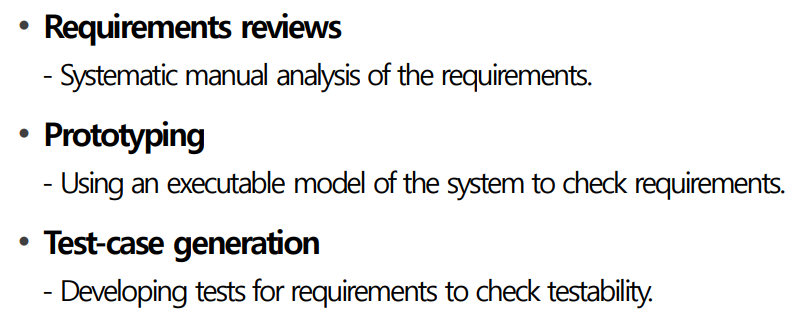 • Requirements reviews
- Systematic manual analysis of the requirements.
• Prototyping
- Using an executable model of the system to check requirements.
• Test-case generation
- Developing tests for requirements to check testability.